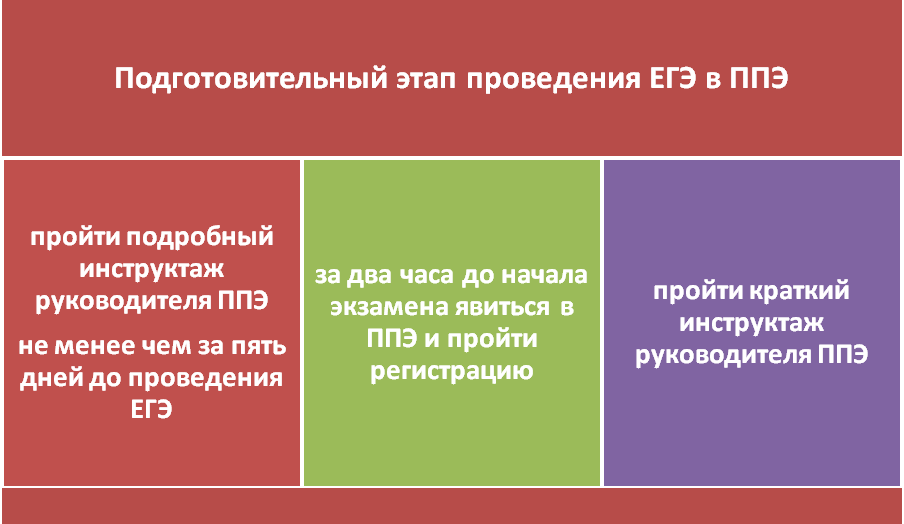 Подготовительный этап проведения ЕГЭ в ППЭ
пройти подробный
инструктаж
руководителя ППЭ
не менее чем за пять
дней до проведения
ЕГЭ
за два часа до начала
экзамена явиться в
ППЭ и пройти
регистрацию
пройти краткий
инструктаж
руководителя ППЭ